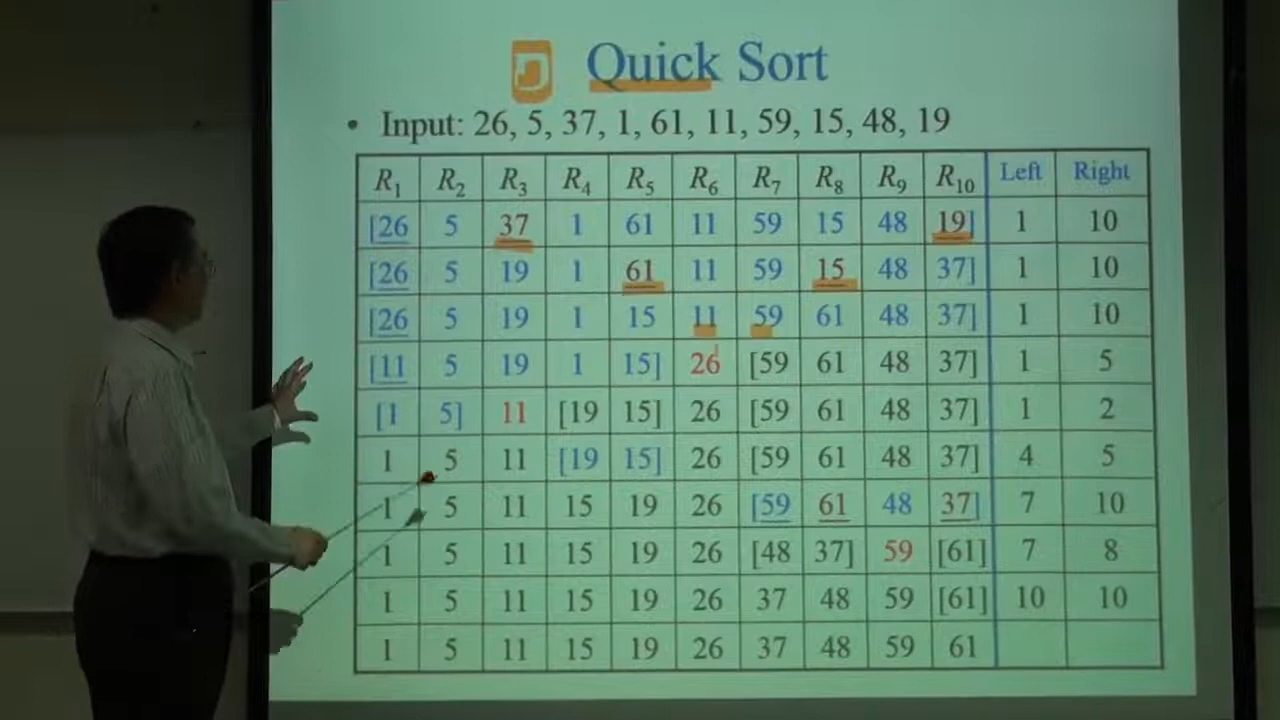 Quick Sort
• Input: 26, 5, 37, 1, 61, 11, 59, 15, 48, 19
R1 R2 R3 R4 R5 R6 R7 R8 R9 R10 Left Right
[26 5 37 1 61 11 59 15 48 19] 1 10
[26 5 19 1 61 11 59 15 48 37] 1 10
[26 5 19 1 15 11 59 61 48 37] 1 10
[11 5 19 1 15] 26 [59 61 48 37] 1 5
[1 5] 11 [19 15] 26 [59 61 48 37] 1 2
1 5 11 [19 15] 26 [59 61 48 37] 4 5
1 5 11 15 19 26 [59 61 48 37] 7 10
1 5 11 15 19 26 [48 37] 59 [61] 7 8
1 5 11 15 19 26 37 48 59 [61] 10 10
1 5 11 15 19 26 37 48 59 61